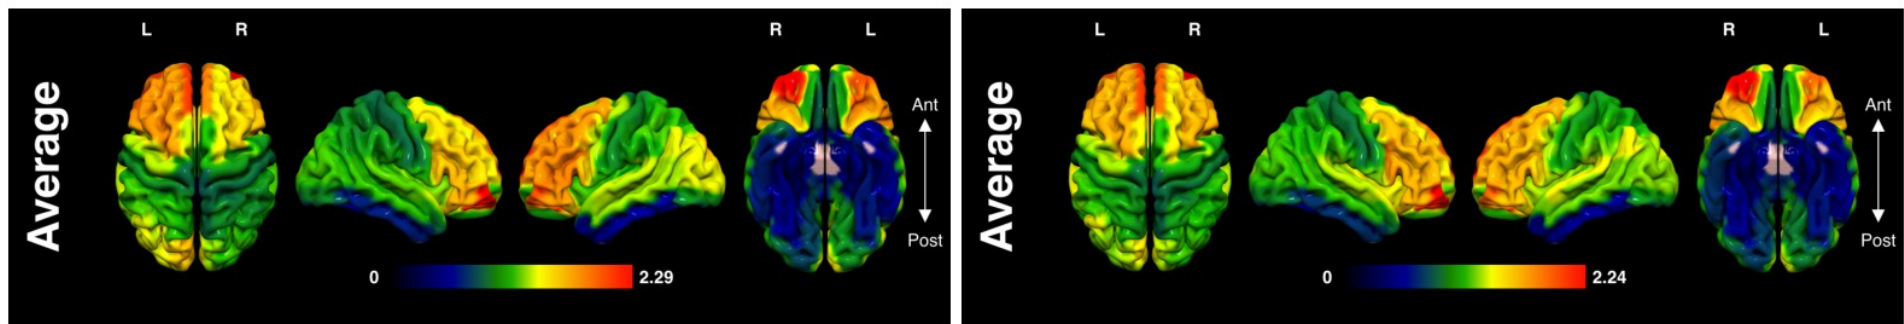 L R R L
Average
Ant
Post
0 2.29
L R R L
Average
Ant
Post
0 2.24